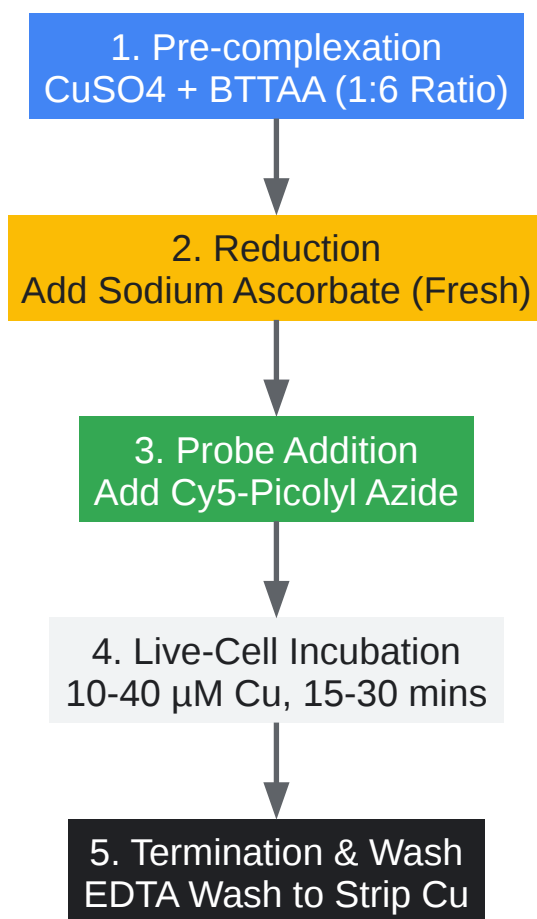 1. Pre-complexation
CuSO4 + BTTAA (1:6 Ratio)
2. Reduction
Add Sodium Ascorbate (Fresh)
3. Probe Addition
Add Cy5-Picolyl Azide
4. Live-Cell Incubation
10-40 µM Cu, 15-30 mins
5. Termination & Wash
EDTA Wash to Strip Cu